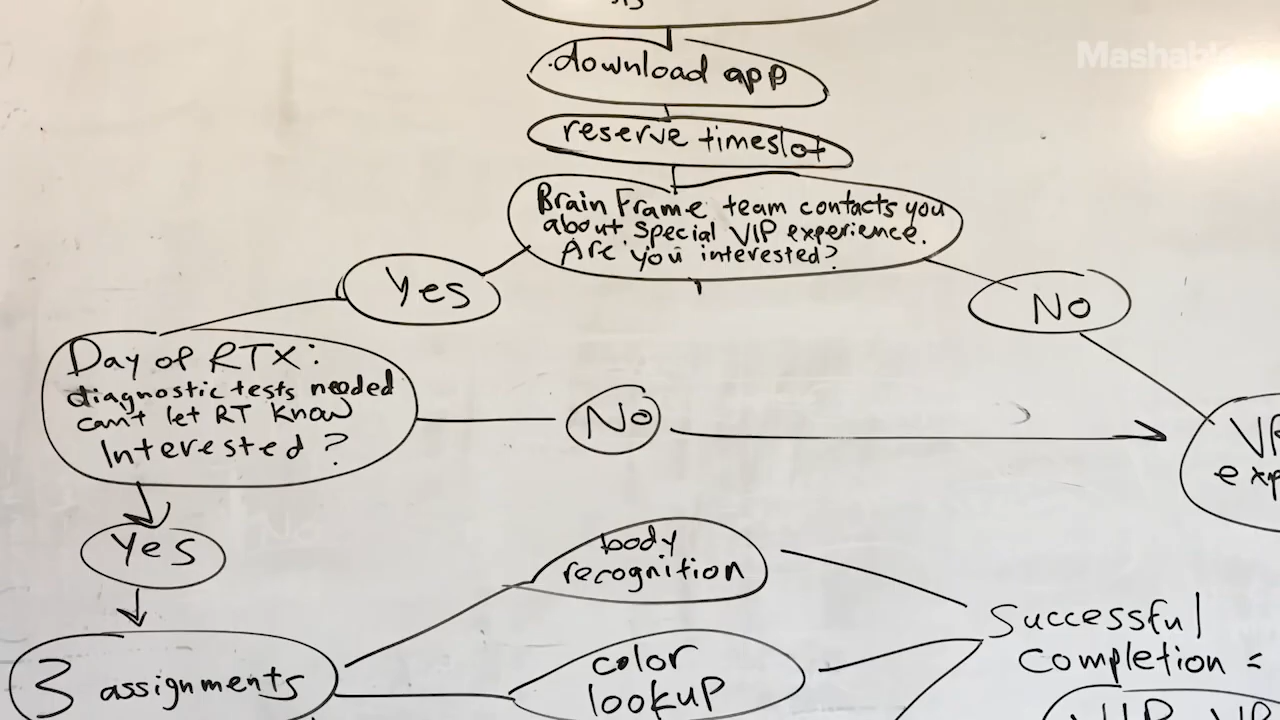 download app
Mashable
reserve timeslot
Brain Frame team contacts you
about special VIP experience.
Are you interested?
Yes
No
Day of RTX:
diagnostic tests needed
can't let RT know
Interested?
No
Yes
body
recognition
3 assignments
color
lookup
Successful
completion =